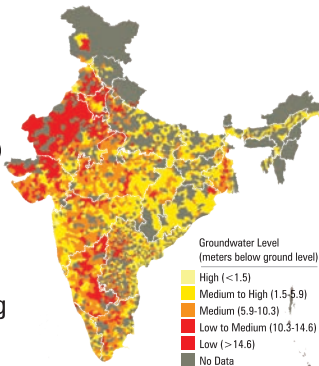 )
g
Groundwater Level
(meters below ground level)
High (<1.5)
Medium to High (1.5-5.9)
Medium (5.9-10.3)
Low to Medium (10.3-14.6)
Low (>14.6)
No Data